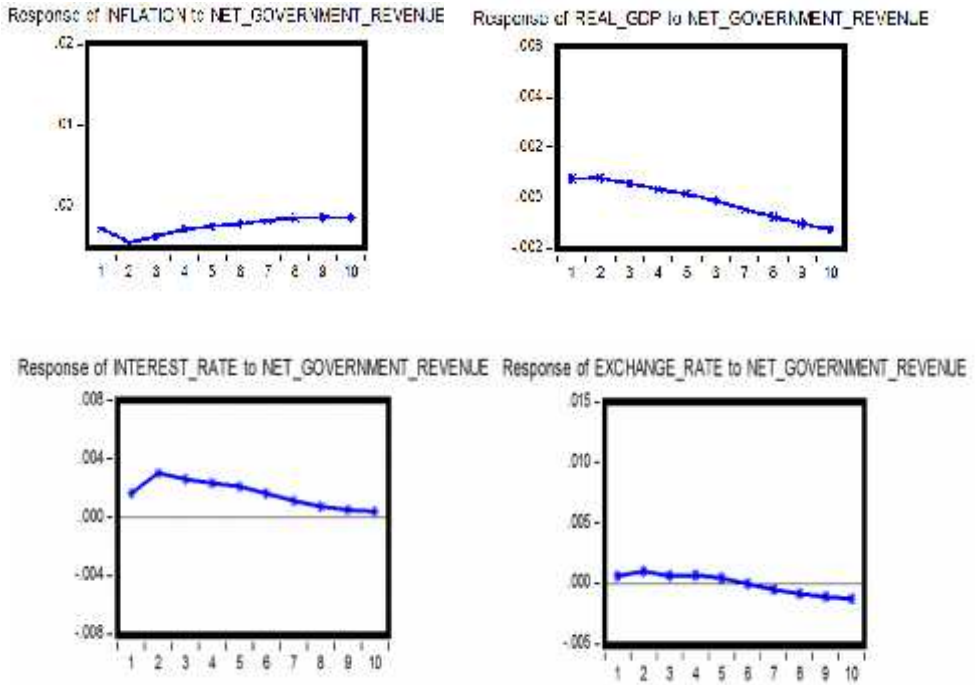 Response of INFLATION to NET_GOVERNMENT_REVENUE
.02
.01
.00
1 2 3 4 5 6 7 8 9 10
Response of REAL_GDP to NET_GOVERNMENT_REVENUE
.006
.004
.002
.000
-.002
1 2 3 4 5 6 7 8 9 10
Response of INTEREST_RATE to NET_GOVERNMENT_REVENUE
.008
.004
.000
-.004
-.008
1 2 3 4 5 6 7 8 9 10
Response of EXCHANGE_RATE to NET_GOVERNMENT_REVENUE
.015
.010
.005
.000
-.005
1 2 3 4 5 6 7 8 9 10